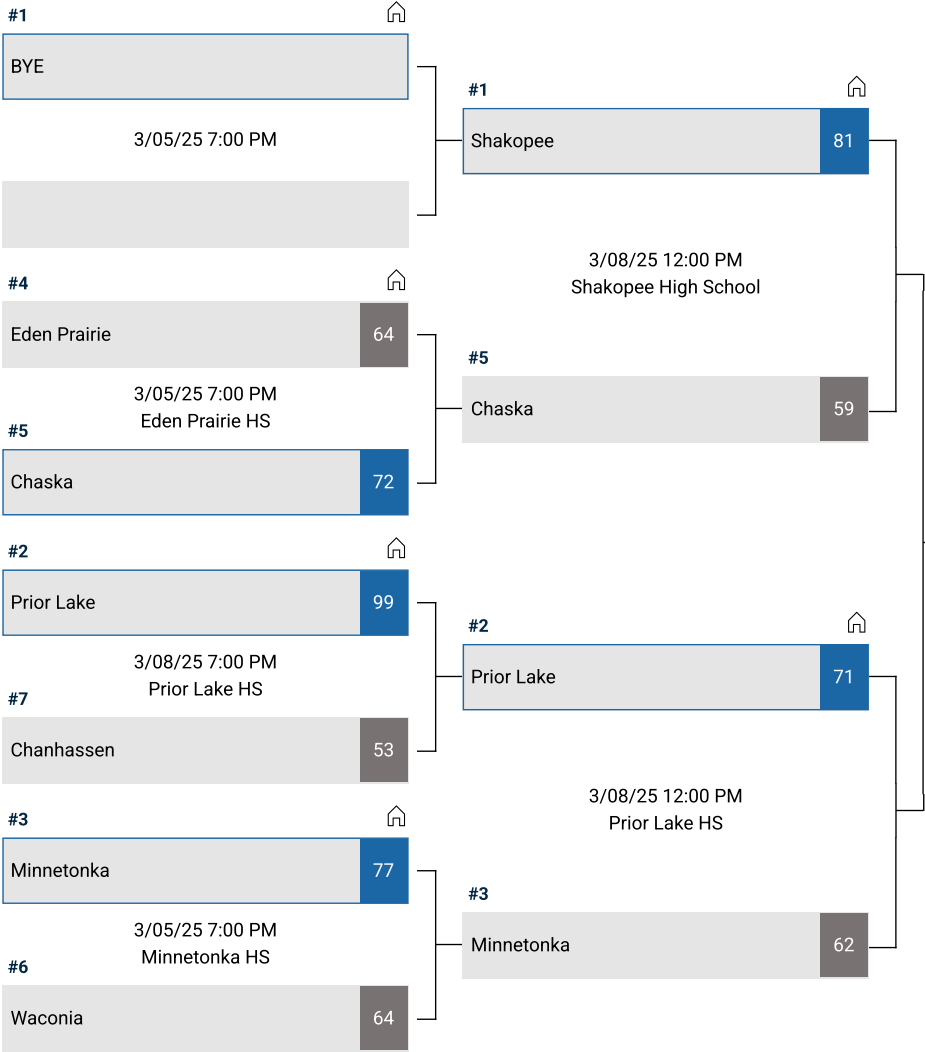 #1
BYE
3/05/25 7:00 PM
#4
Eden Prairie
64
3/05/25 7:00 PM
Eden Prairie HS
#5
Chaska
72
#2
Prior Lake
99
3/08/25 7:00 PM
Prior Lake HS
#7
Chanhassen
53
#3
Minnetonka
77
3/05/25 7:00 PM
Minnetonka HS
#6
Waconia
64
#1
Shakopee
81
3/08/25 12:00 PM
Shakopee High School
#5
Chaska
59
#2
Prior Lake
71
3/08/25 12:00 PM
Prior Lake HS
#3
Minnetonka
62